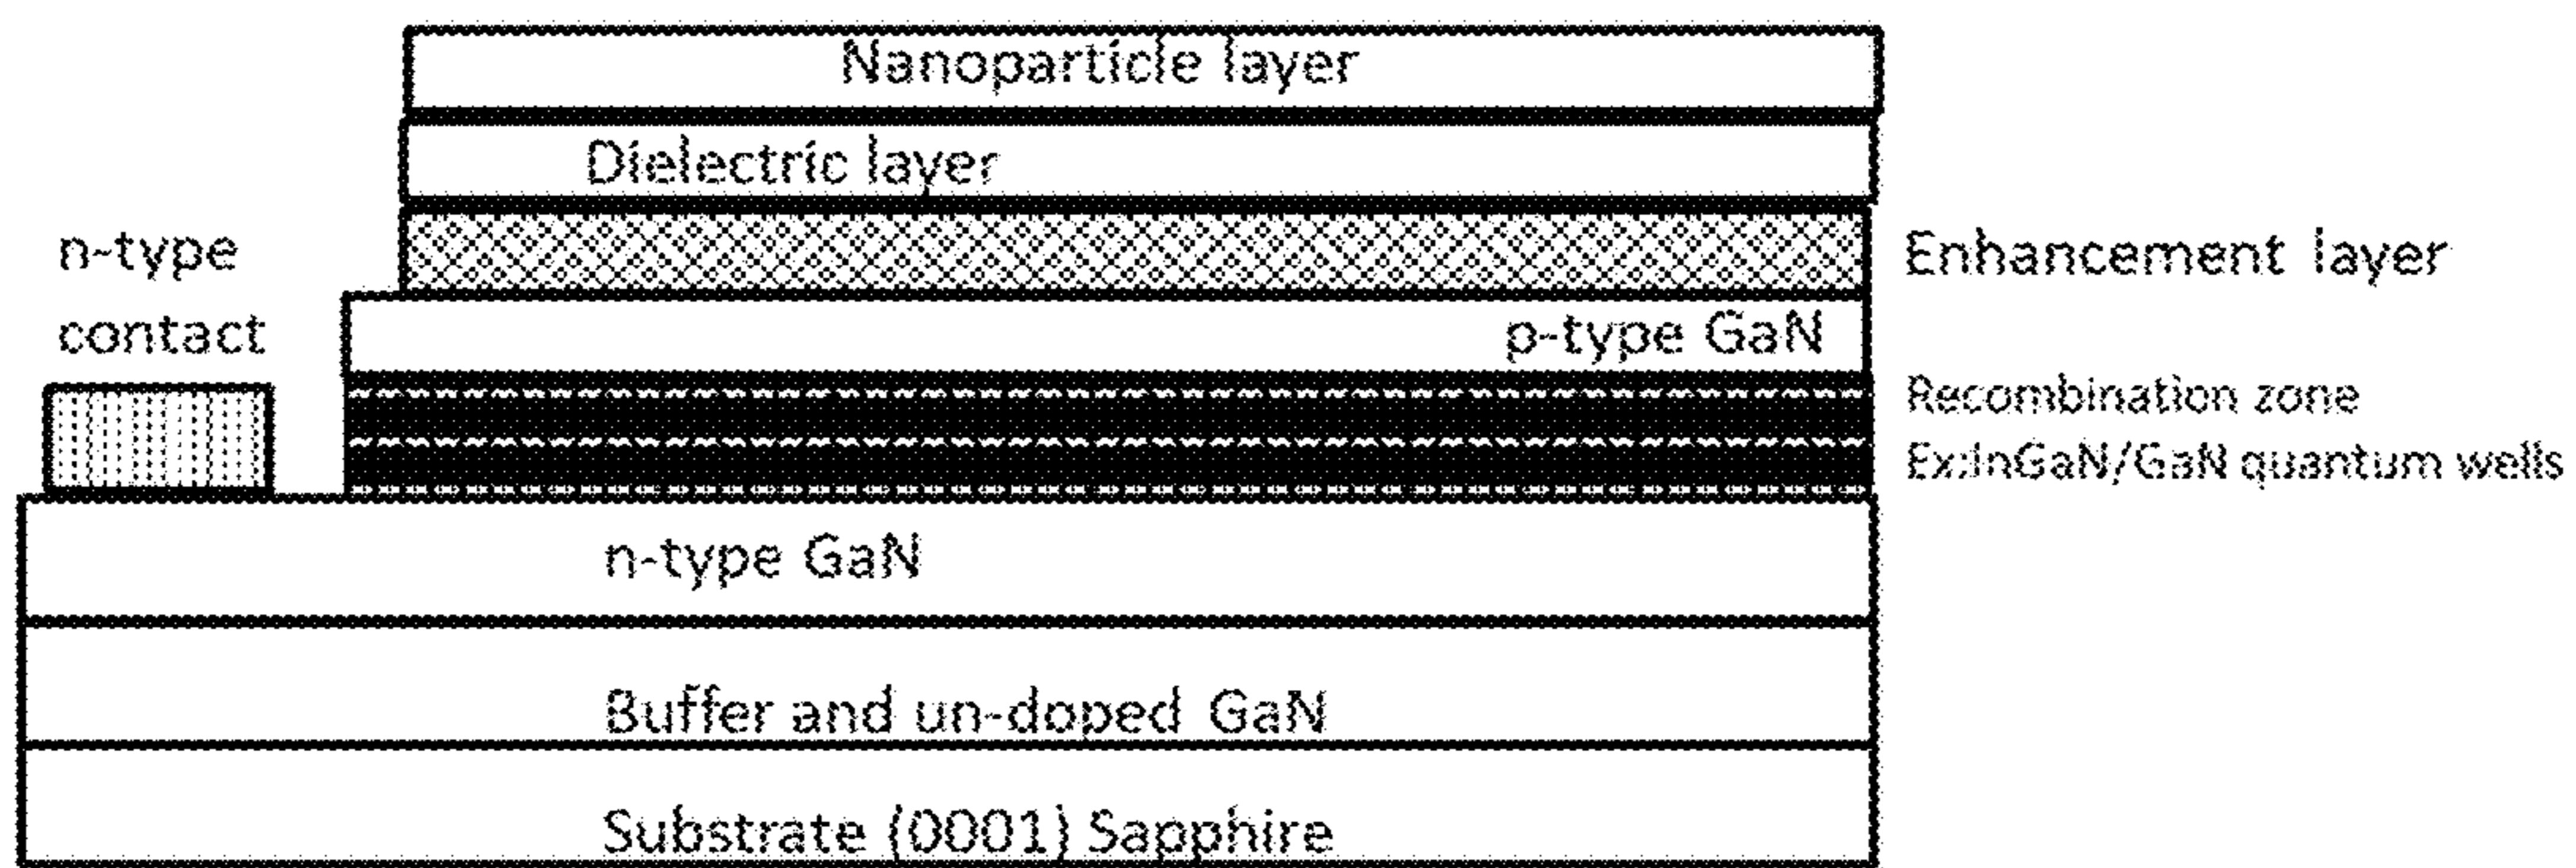 Nanoparticle layer
Dielectric layer
n-type
contact
Enhancement layer
p-type GaN
Recombination zone
Ex:InGaN/GaN quantum wells
n-type GaN
Buffer and un-doped GaN
Substrate (0001) Sapphire